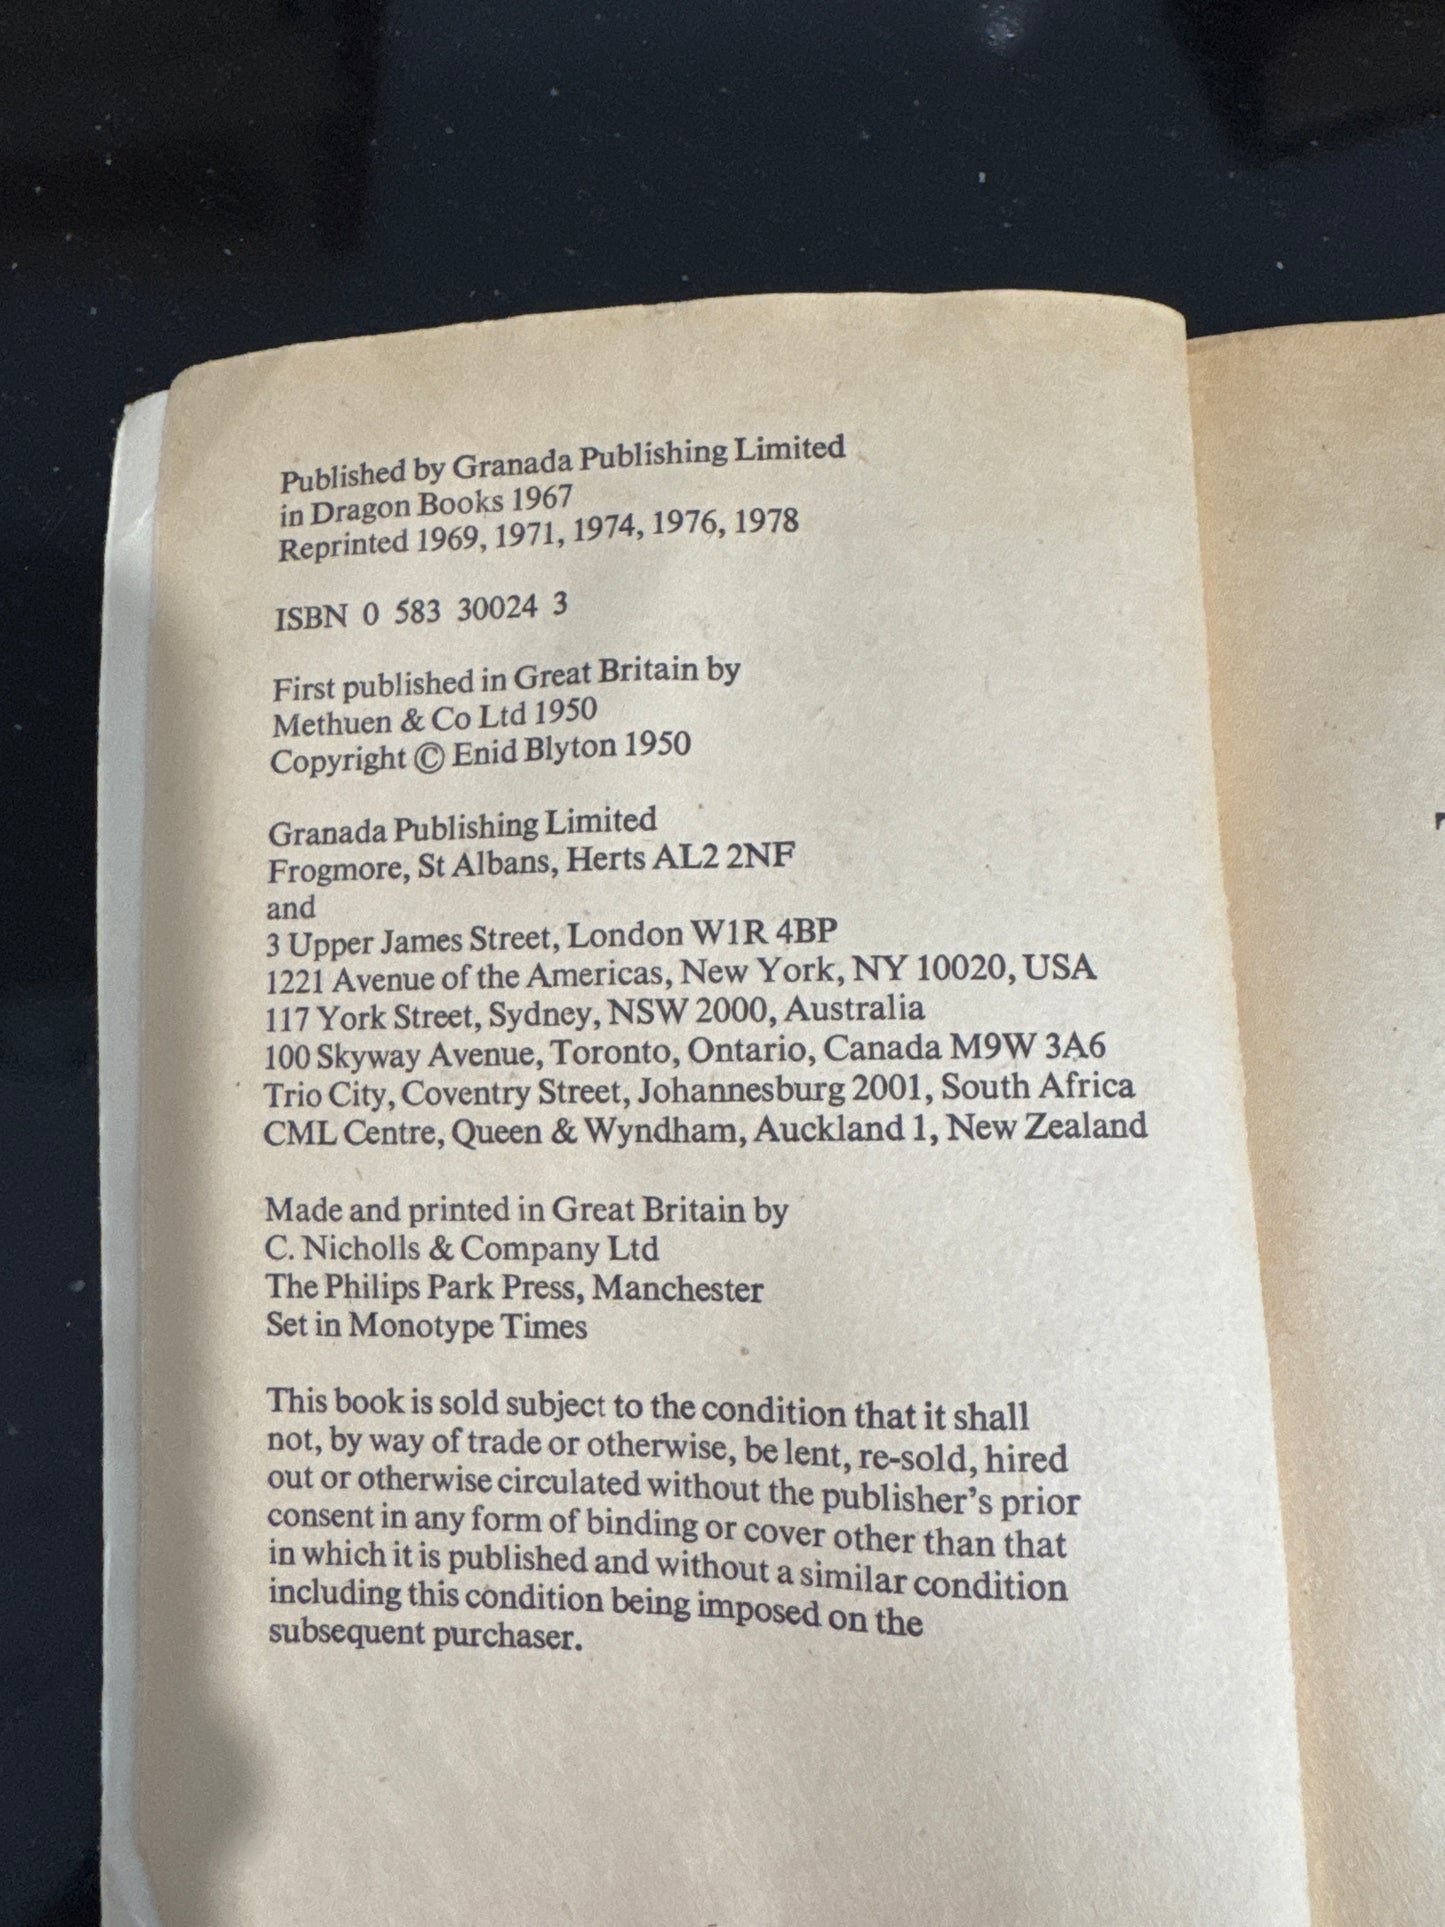 Published by Granada Publishing Limited
in Dragon Books 1967
Reprinted 1969, 1971, 1974, 1976, 1978
ISBN 0 583 30024 3
First published in Great Britain by
Methuen & Co Ltd 1950
Copyright © Enid Blyton 1950
Granada Publishing Limited
Frogmore, St Albans, Herts AL2 2NF
and
3 Upper James Street, London W1R 4BP
1221 Avenue of the Americas, New York, NY 10020, USA
117 York Street, Sydney, NSW 2000, Australia
100 Skyway Avenue, Toronto, Ontario, Canada M9W 3A6
Trio City, Coventry Street, Johannesburg 2001, South Africa
CML Centre, Queen & Wyndham, Auckland 1, New Zealand
Made and printed in Great Britain by
C. Nicholls & Company Ltd
The Philips Park Press, Manchester
Set in Monotype Times
This book is sold subject to the condition that it shall
not, by way of trade or otherwise, be lent, re-sold, hired
out or otherwise circulated without the publisher's prior
consent in any form of binding or cover other than that
in which it is published and without a similar condition
including this condition being imposed on the
subsequent purchaser.